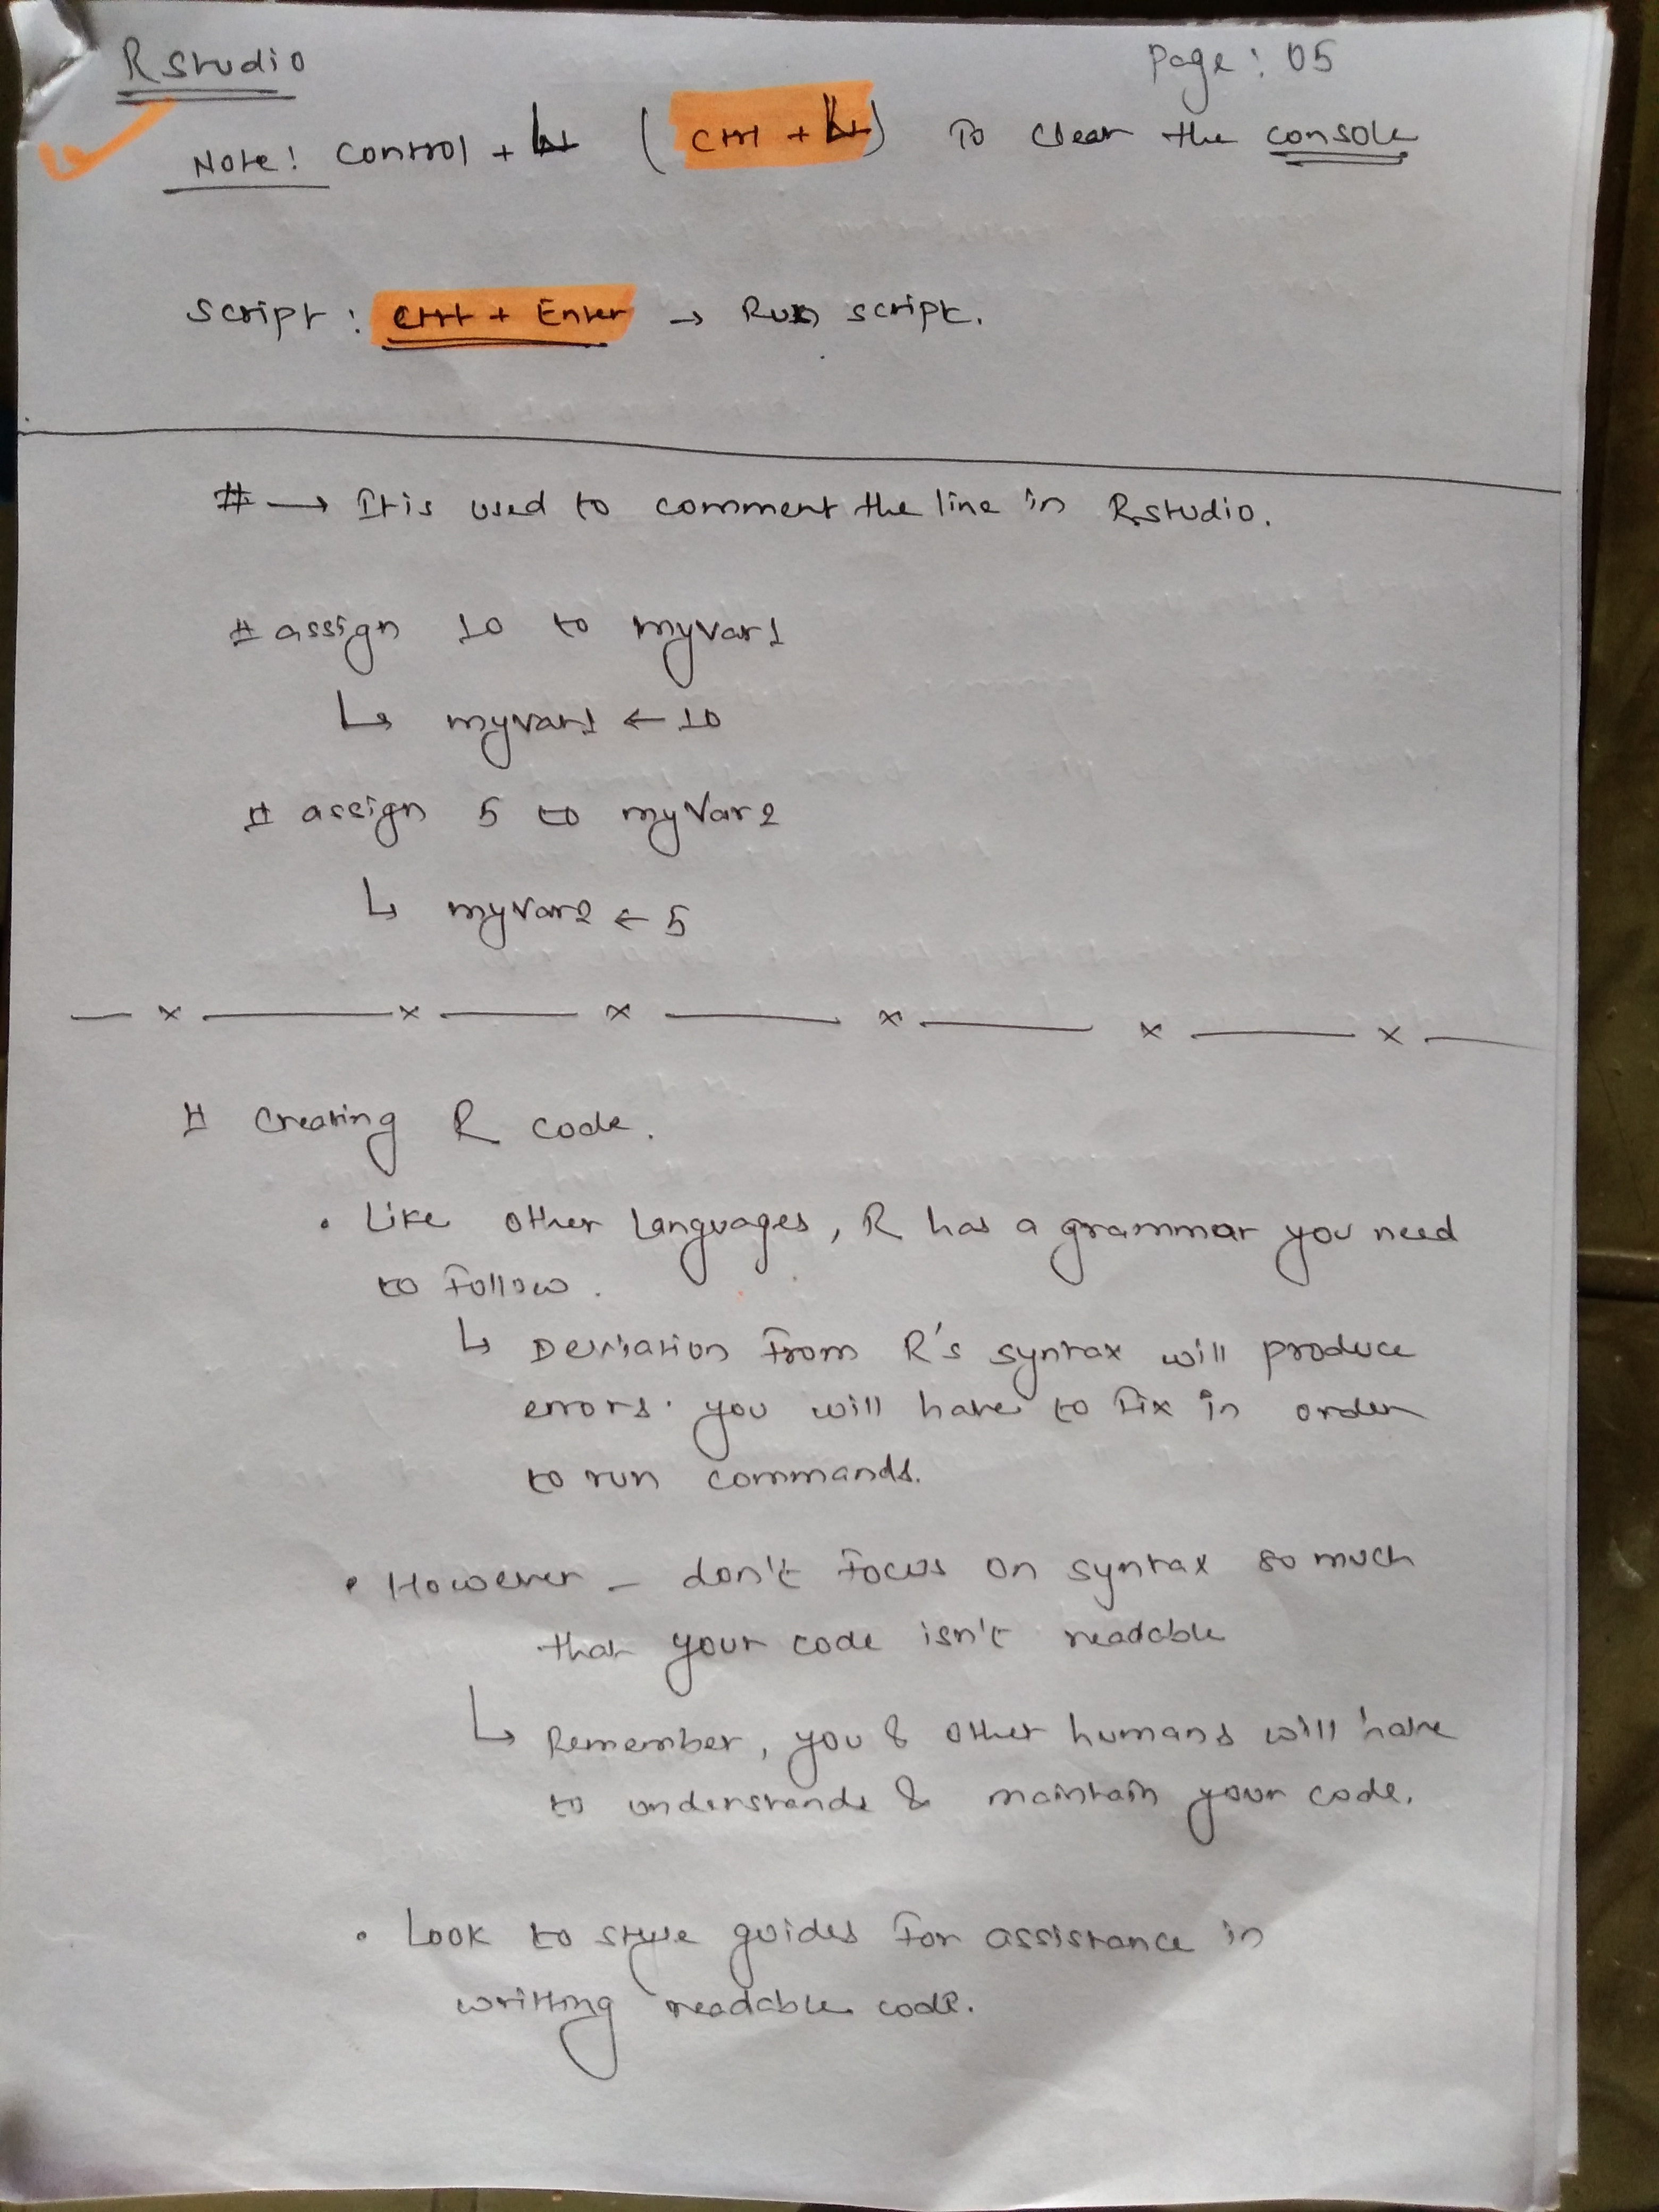 RStudio
Page: 05
Note! Control + L (Ctrl + L) To clear the console
Script: Ctrl + Enter → Run script.
# → It is used to comment the line in Rstudio.
# assign 10 to myvar1
↳ myvar1 ← 10
# assign 5 to myVar2
↳ myVar2 ← 5
— x — x — x — x — x — x —
# Creating R code.
• Like other languages, R has a grammar you need
to follow.
↳ Deviation from R's syntax will produce
errors. you will have to fix in order
to run commands.
• However – don't focus on syntax so much
that your code isn't readable
↳ Remember, you & other humans will have
to understands & maintain your code.
• Look to style guides for assistance in
writting readable code.